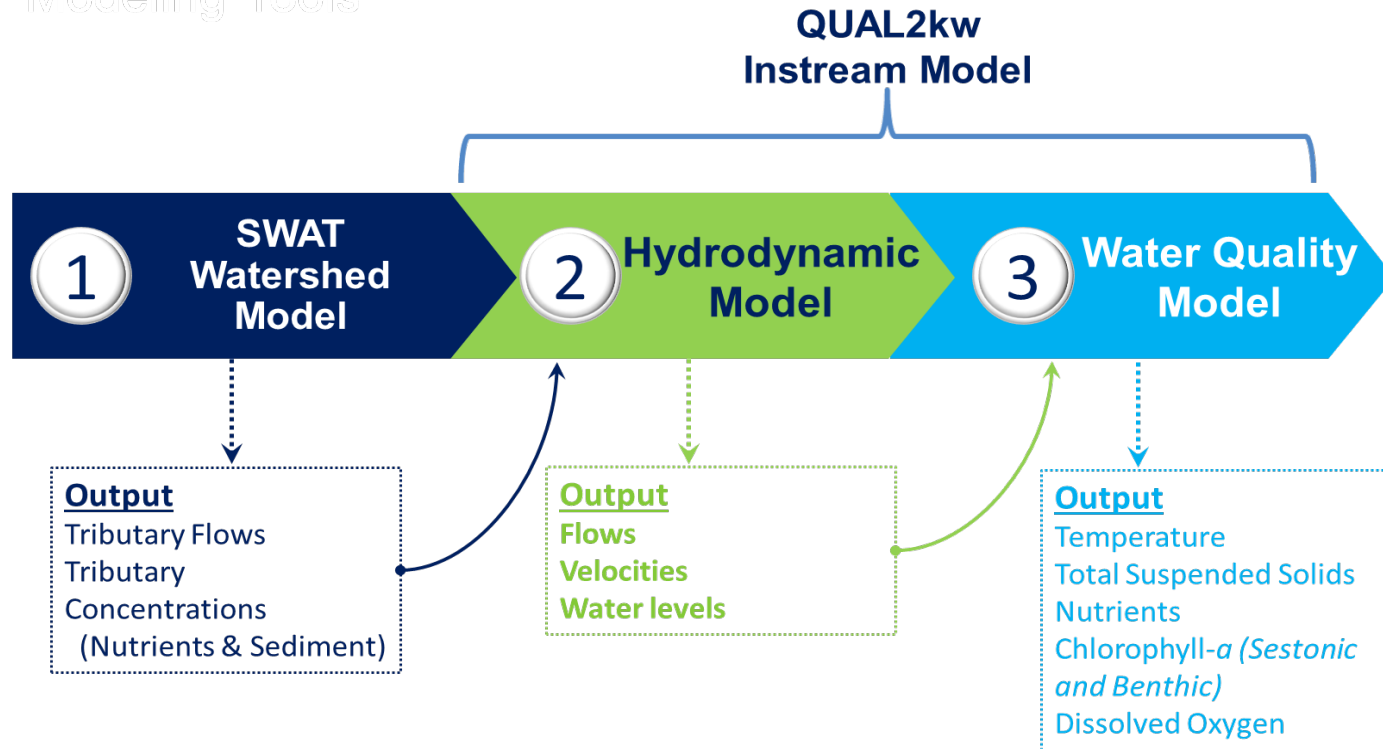 Modeling Tools
QUAL2kw
Instream Model
1
SWAT
Watershed
Model
2
Hydrodynamic
Model
3
Water Quality
Model
Output
Tributary Flows
Tributary
Concentrations
(Nutrients & Sediment)
Output
Flows
Velocities
Water levels
Output
Temperature
Total Suspended Solids
Nutrients
Chlorophyll-a (Sestonic
and Benthic)
Dissolved Oxygen